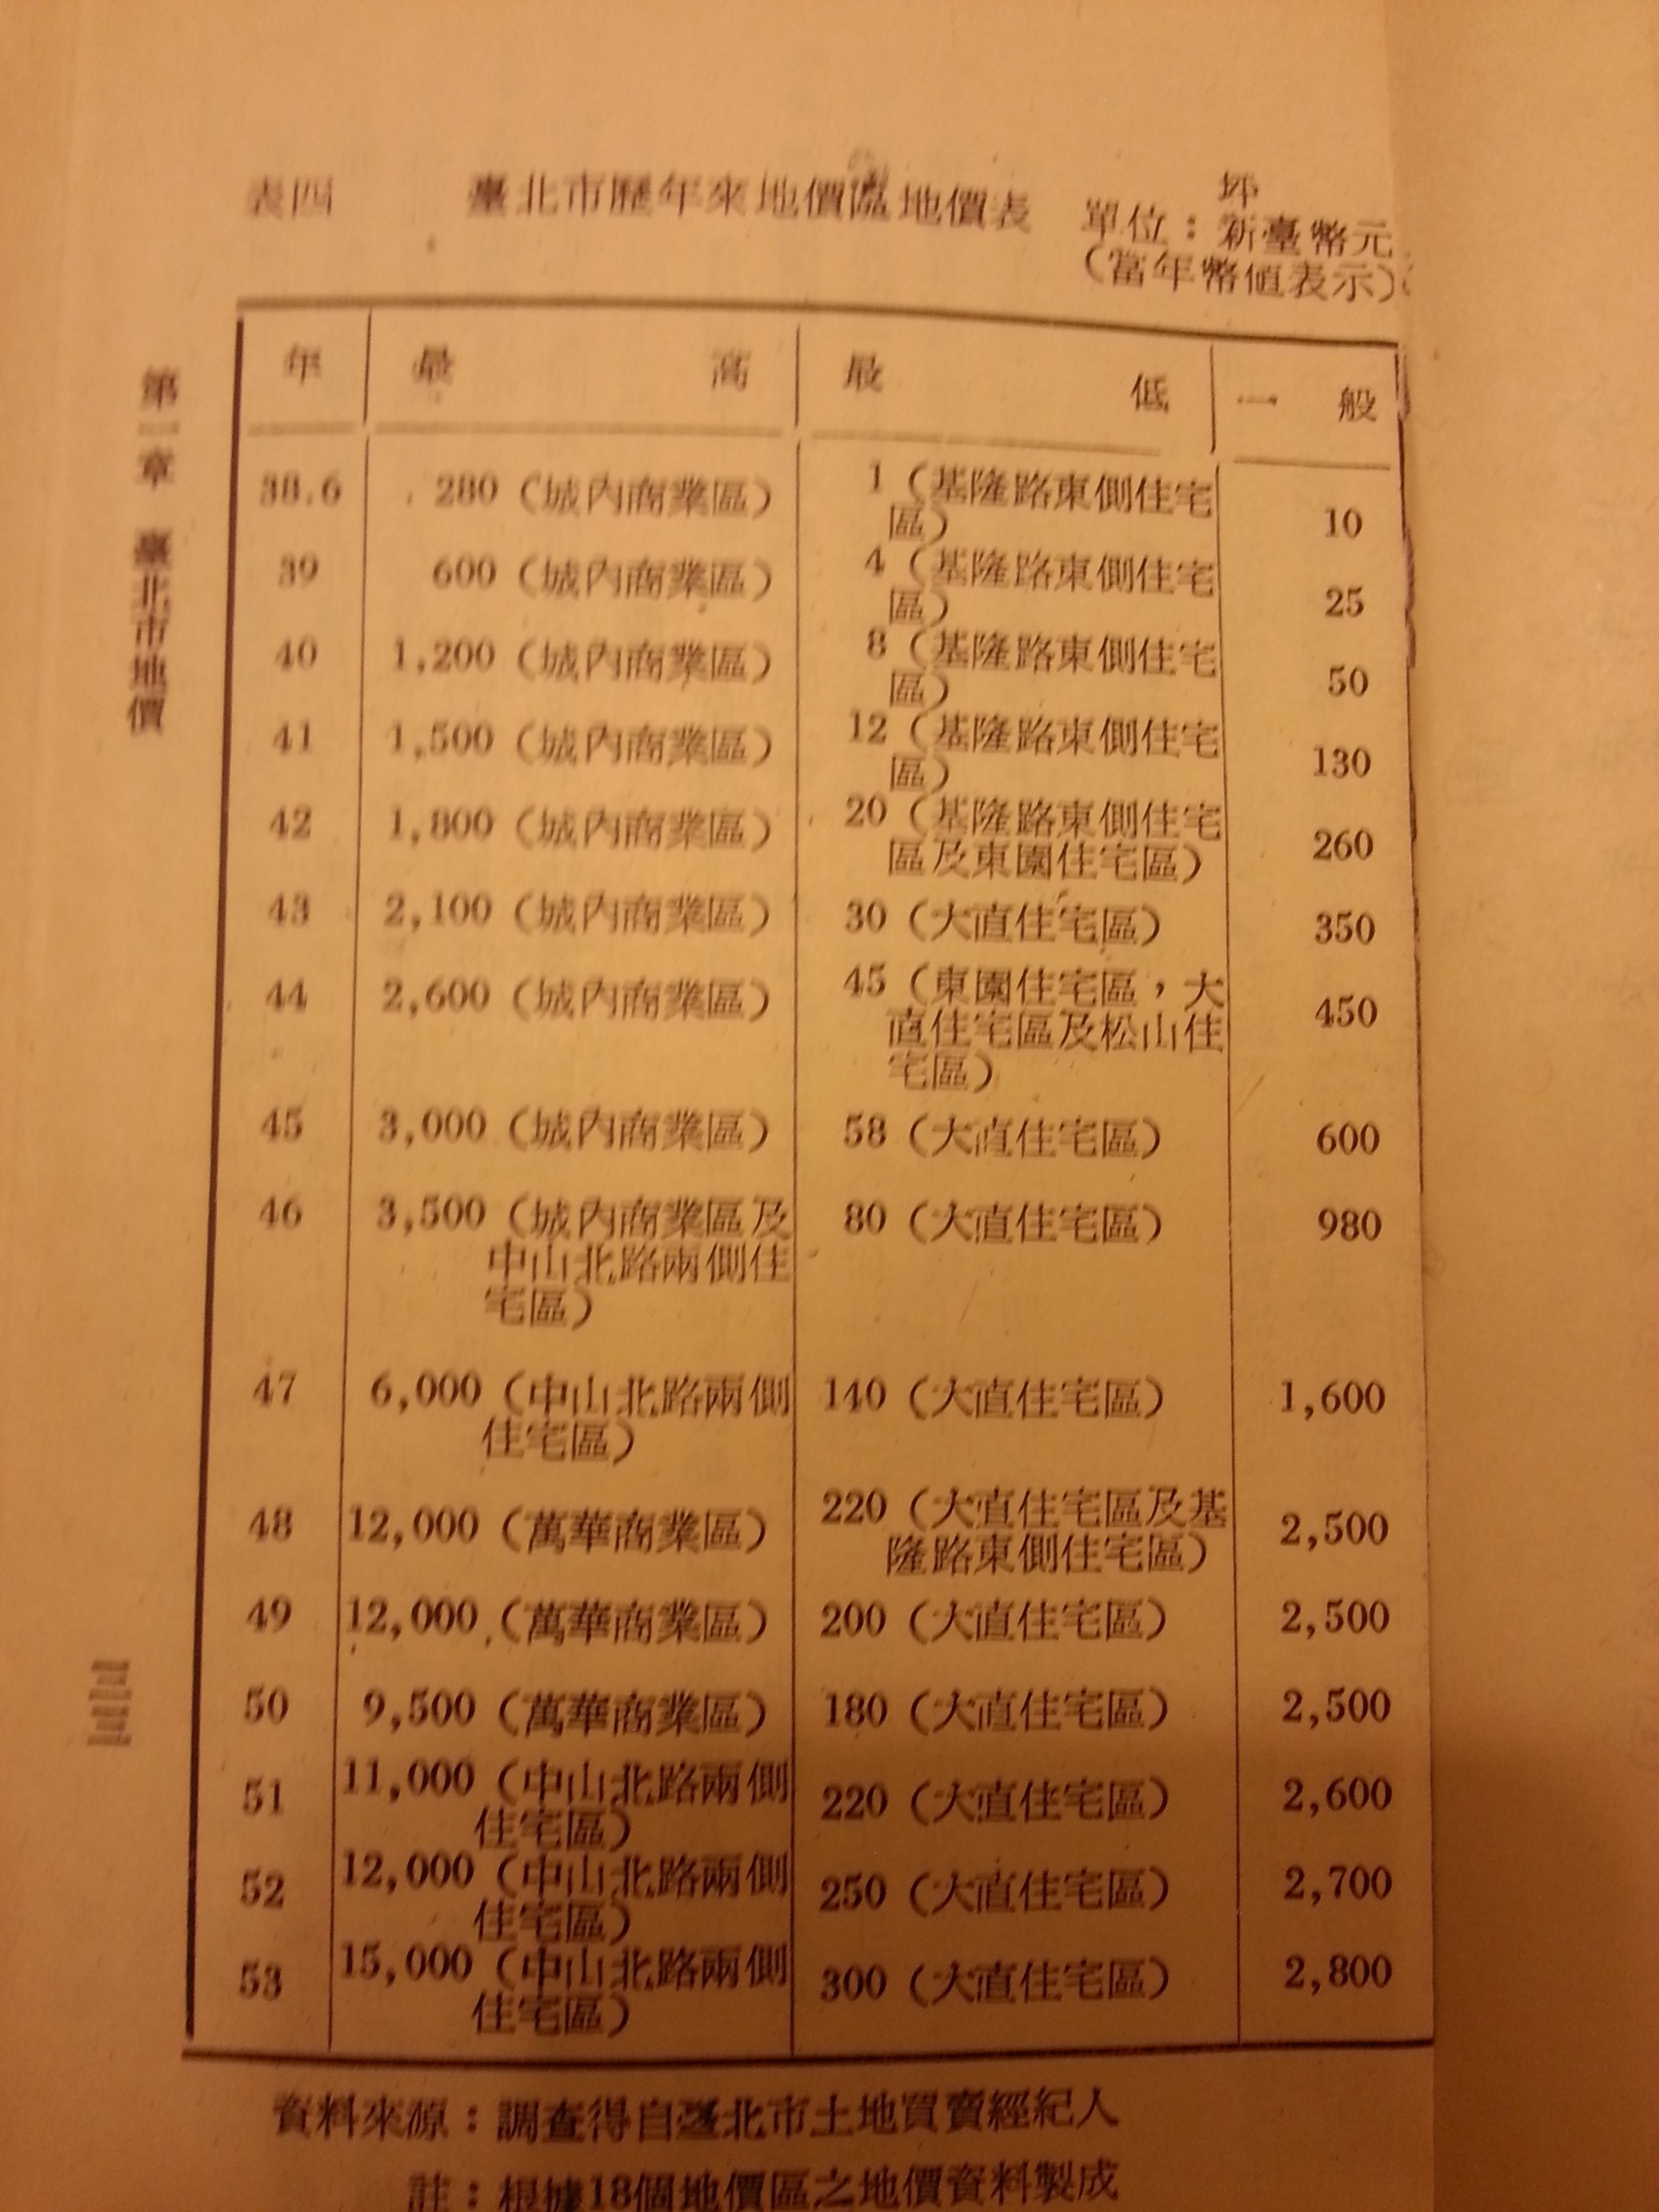 表四　臺北市歷年來地價區地價表　坪
單位：新臺幣元
（當年幣值表示）
第一章　臺北市地價
年　最高　最低　一般
38.6　280（城內商業區）　1（基隆路東側住宅
區）　10
39　600（城內商業區）　4（基隆路東側住宅
區）　25
40　1,200（城內商業區）　8（基隆路東側住宅
區）　50
41　1,500（城內商業區）　12（基隆路東側住宅
區）　130
42　1,800（城內商業區）　20（基隆路東側住宅
區及東園住宅區）　260
43　2,100（城內商業區）　30（大直住宅區）　350
44　2,600（城內商業區）　45（東園住宅區，大
直住宅區及松山住
宅區）　450
45　3,000（城內商業區）　58（大直住宅區）　600
46　3,500（城內商業區及　80（大直住宅區）　980
中山北路兩側住
宅區）
47　6,000（中山北路兩側　140（大直住宅區）　1,600
住宅區）
48　12,000（萬華商業區）　220（大直住宅區及基
隆路東側住宅區）　2,500
49　12,000（萬華商業區）　200（大直住宅區）　2,500
50　9,500（萬華商業區）　180（大直住宅區）　2,500
51　11,000（中山北路兩側　220（大直住宅區）　2,600
住宅區）
52　12,000（中山北路兩側　250（大直住宅區）　2,700
住宅區）
53　15,000（中山北路兩側　300（大直住宅區）　2,800
住宅區）
資料來源：調查得自臺北市土地買賣經紀人
註：根據18個地價區之地價資料製成